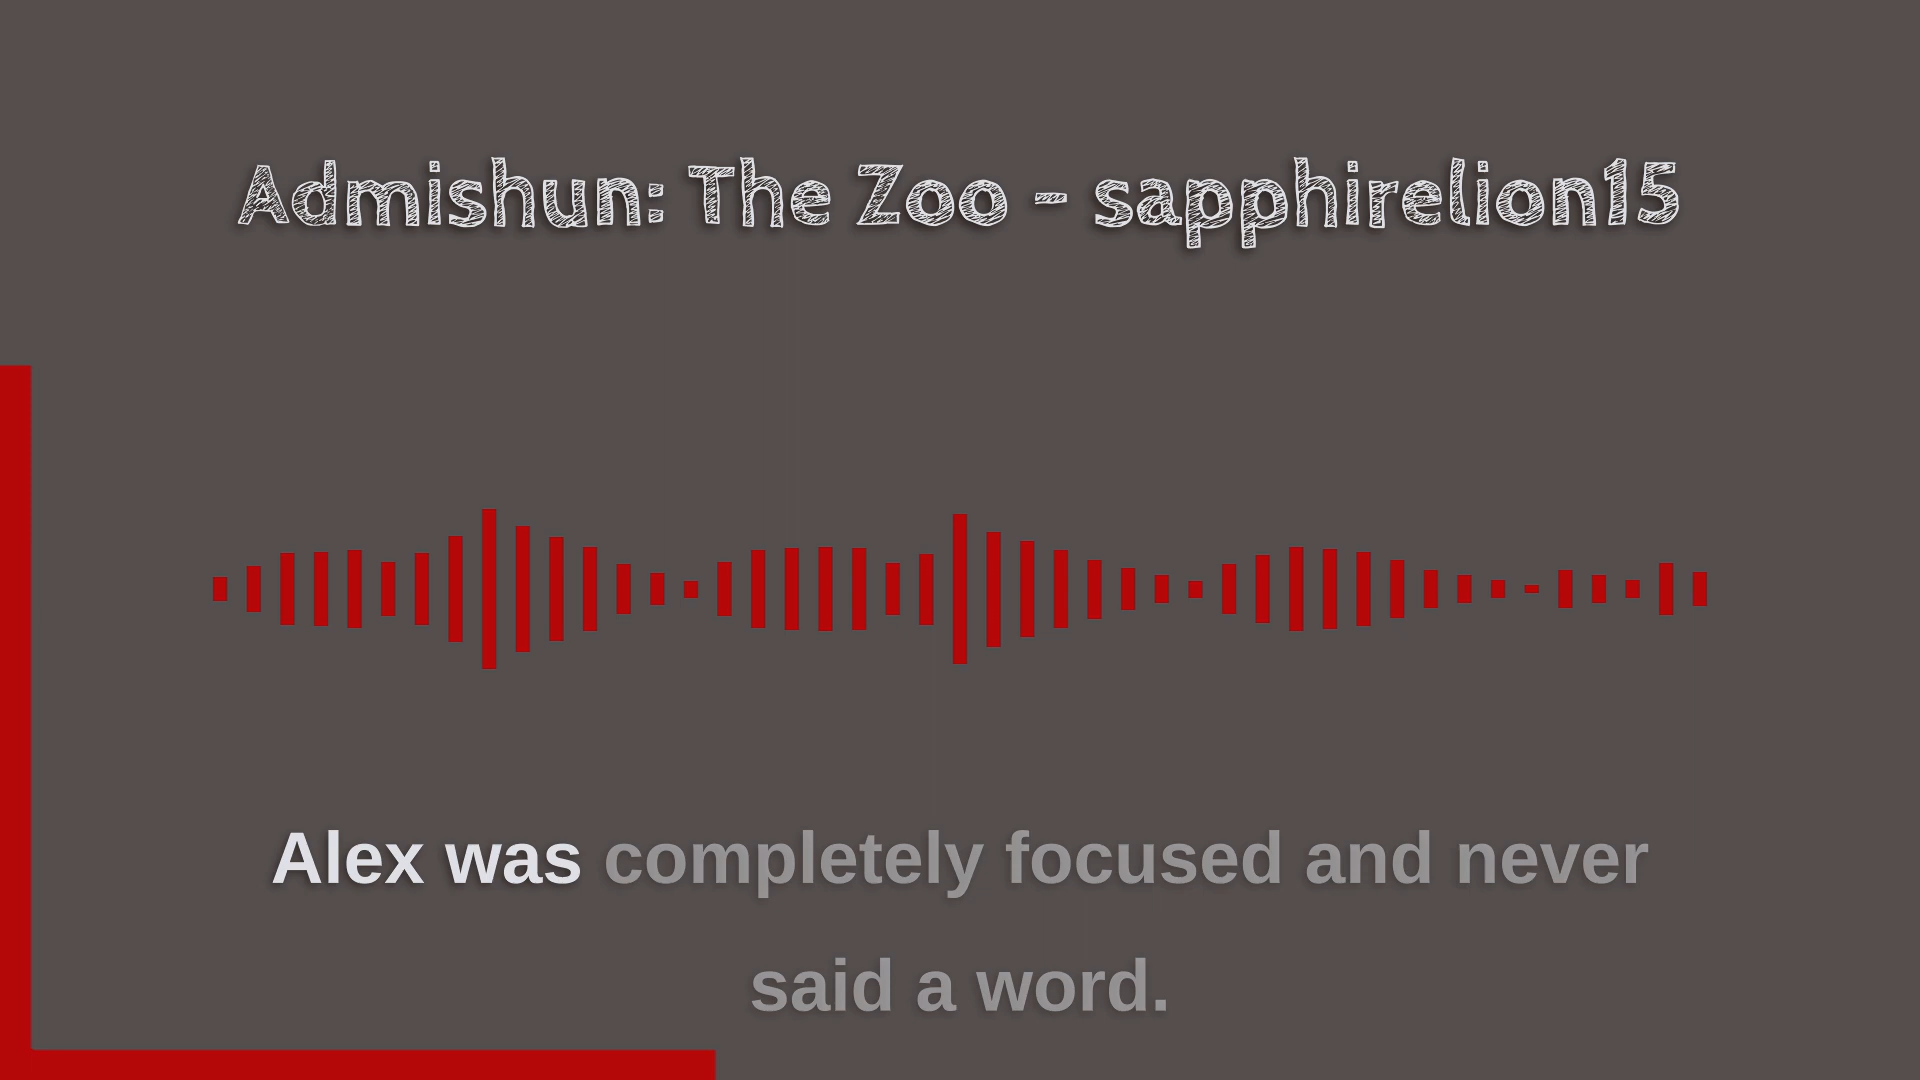 Admishun: The Zoo - sapphirelion15
Alex was completely focused and never
said a word.